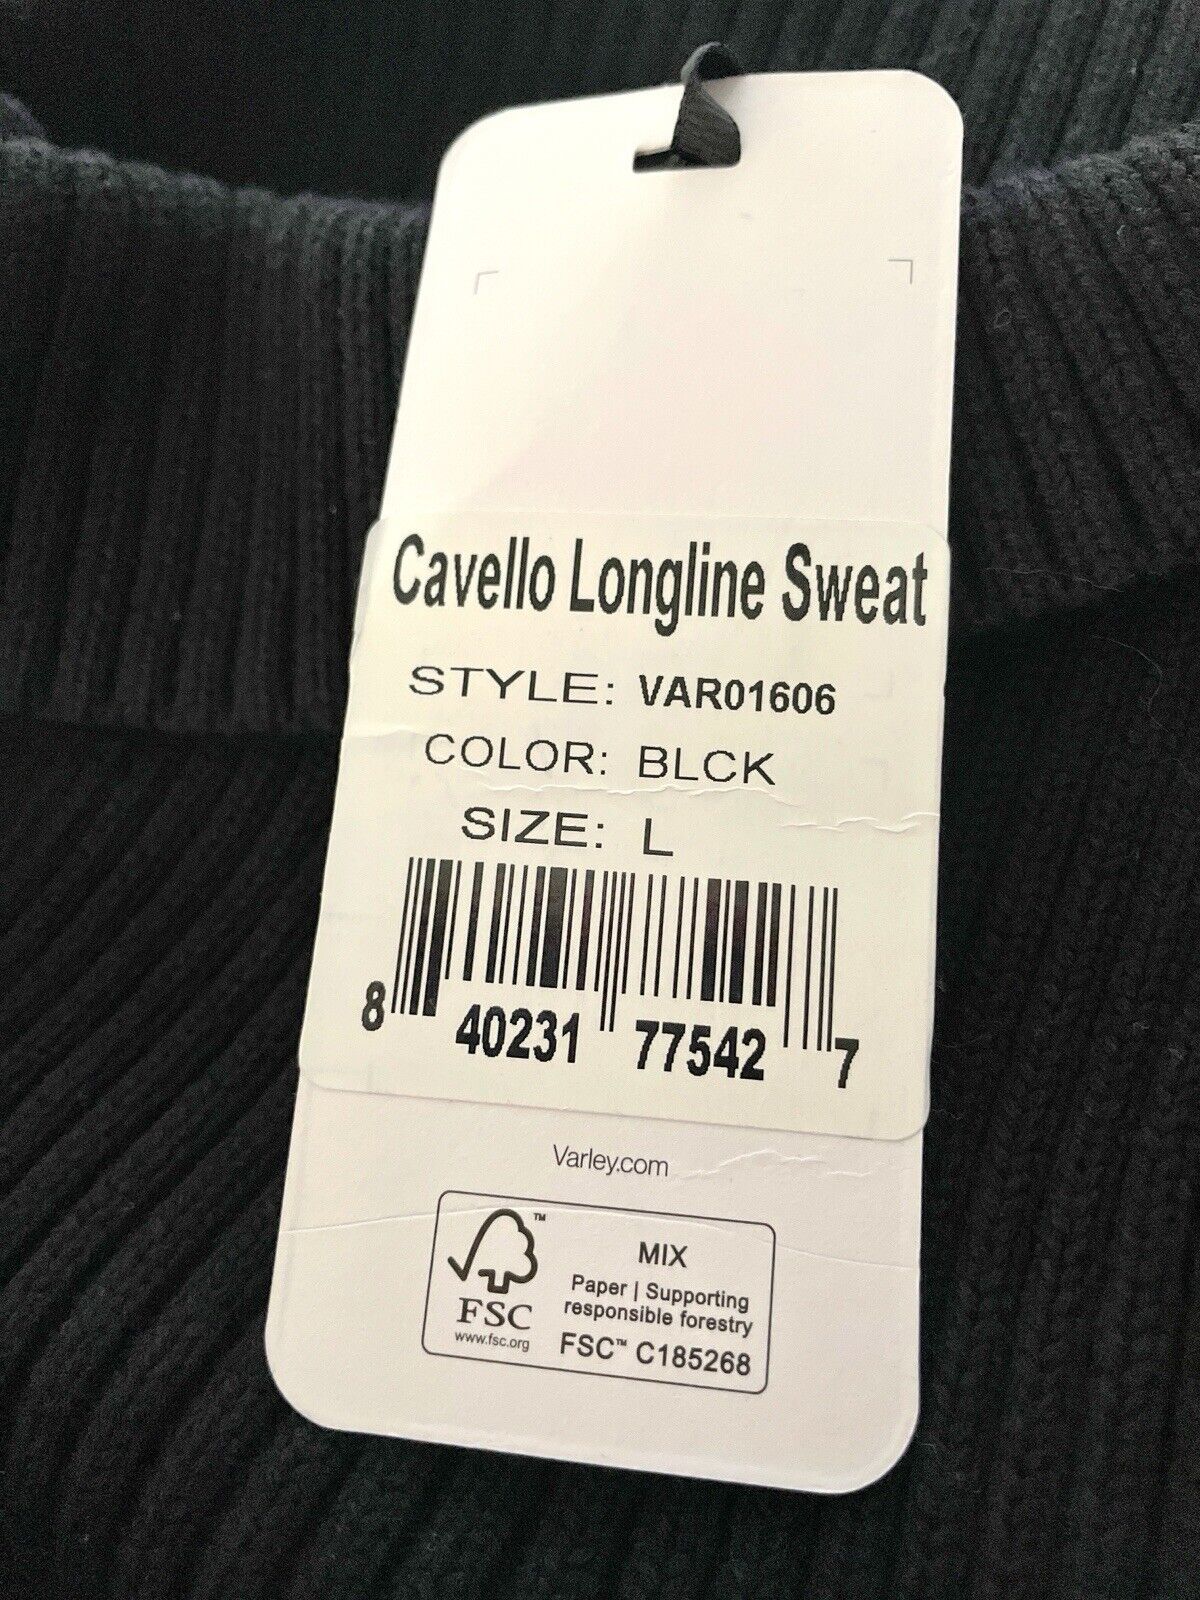 Cavello Longline Sweat
STYLE: VAR01606
COLOR: BLCK
SIZE: L
8 40231 77542 7
Varley.com
FSC™
www.fsc.org
MIX
Paper | Supporting
responsible forestry
FSC™ C185268